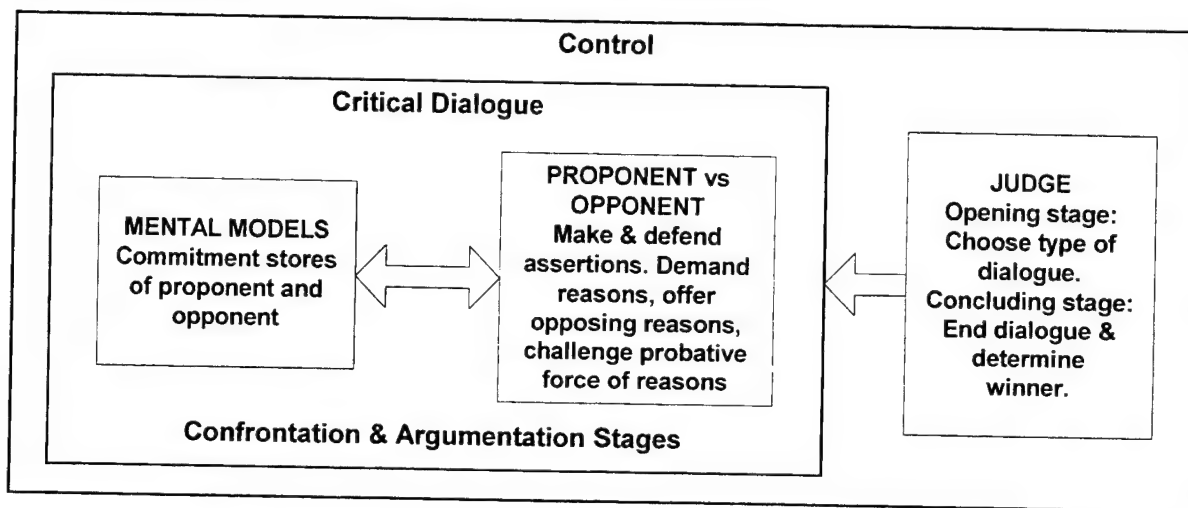 Control
Critical Dialogue
MENTAL MODELS
Commitment stores
of proponent and
opponent
PROPONENT vs
OPPONENT
Make & defend
assertions. Demand
reasons, offer
opposing reasons,
challenge probative
force of reasons
Confrontation & Argumentation Stages
JUDGE
Opening stage:
Choose type of
dialogue.
Concluding stage:
End dialogue &
determine
winner.